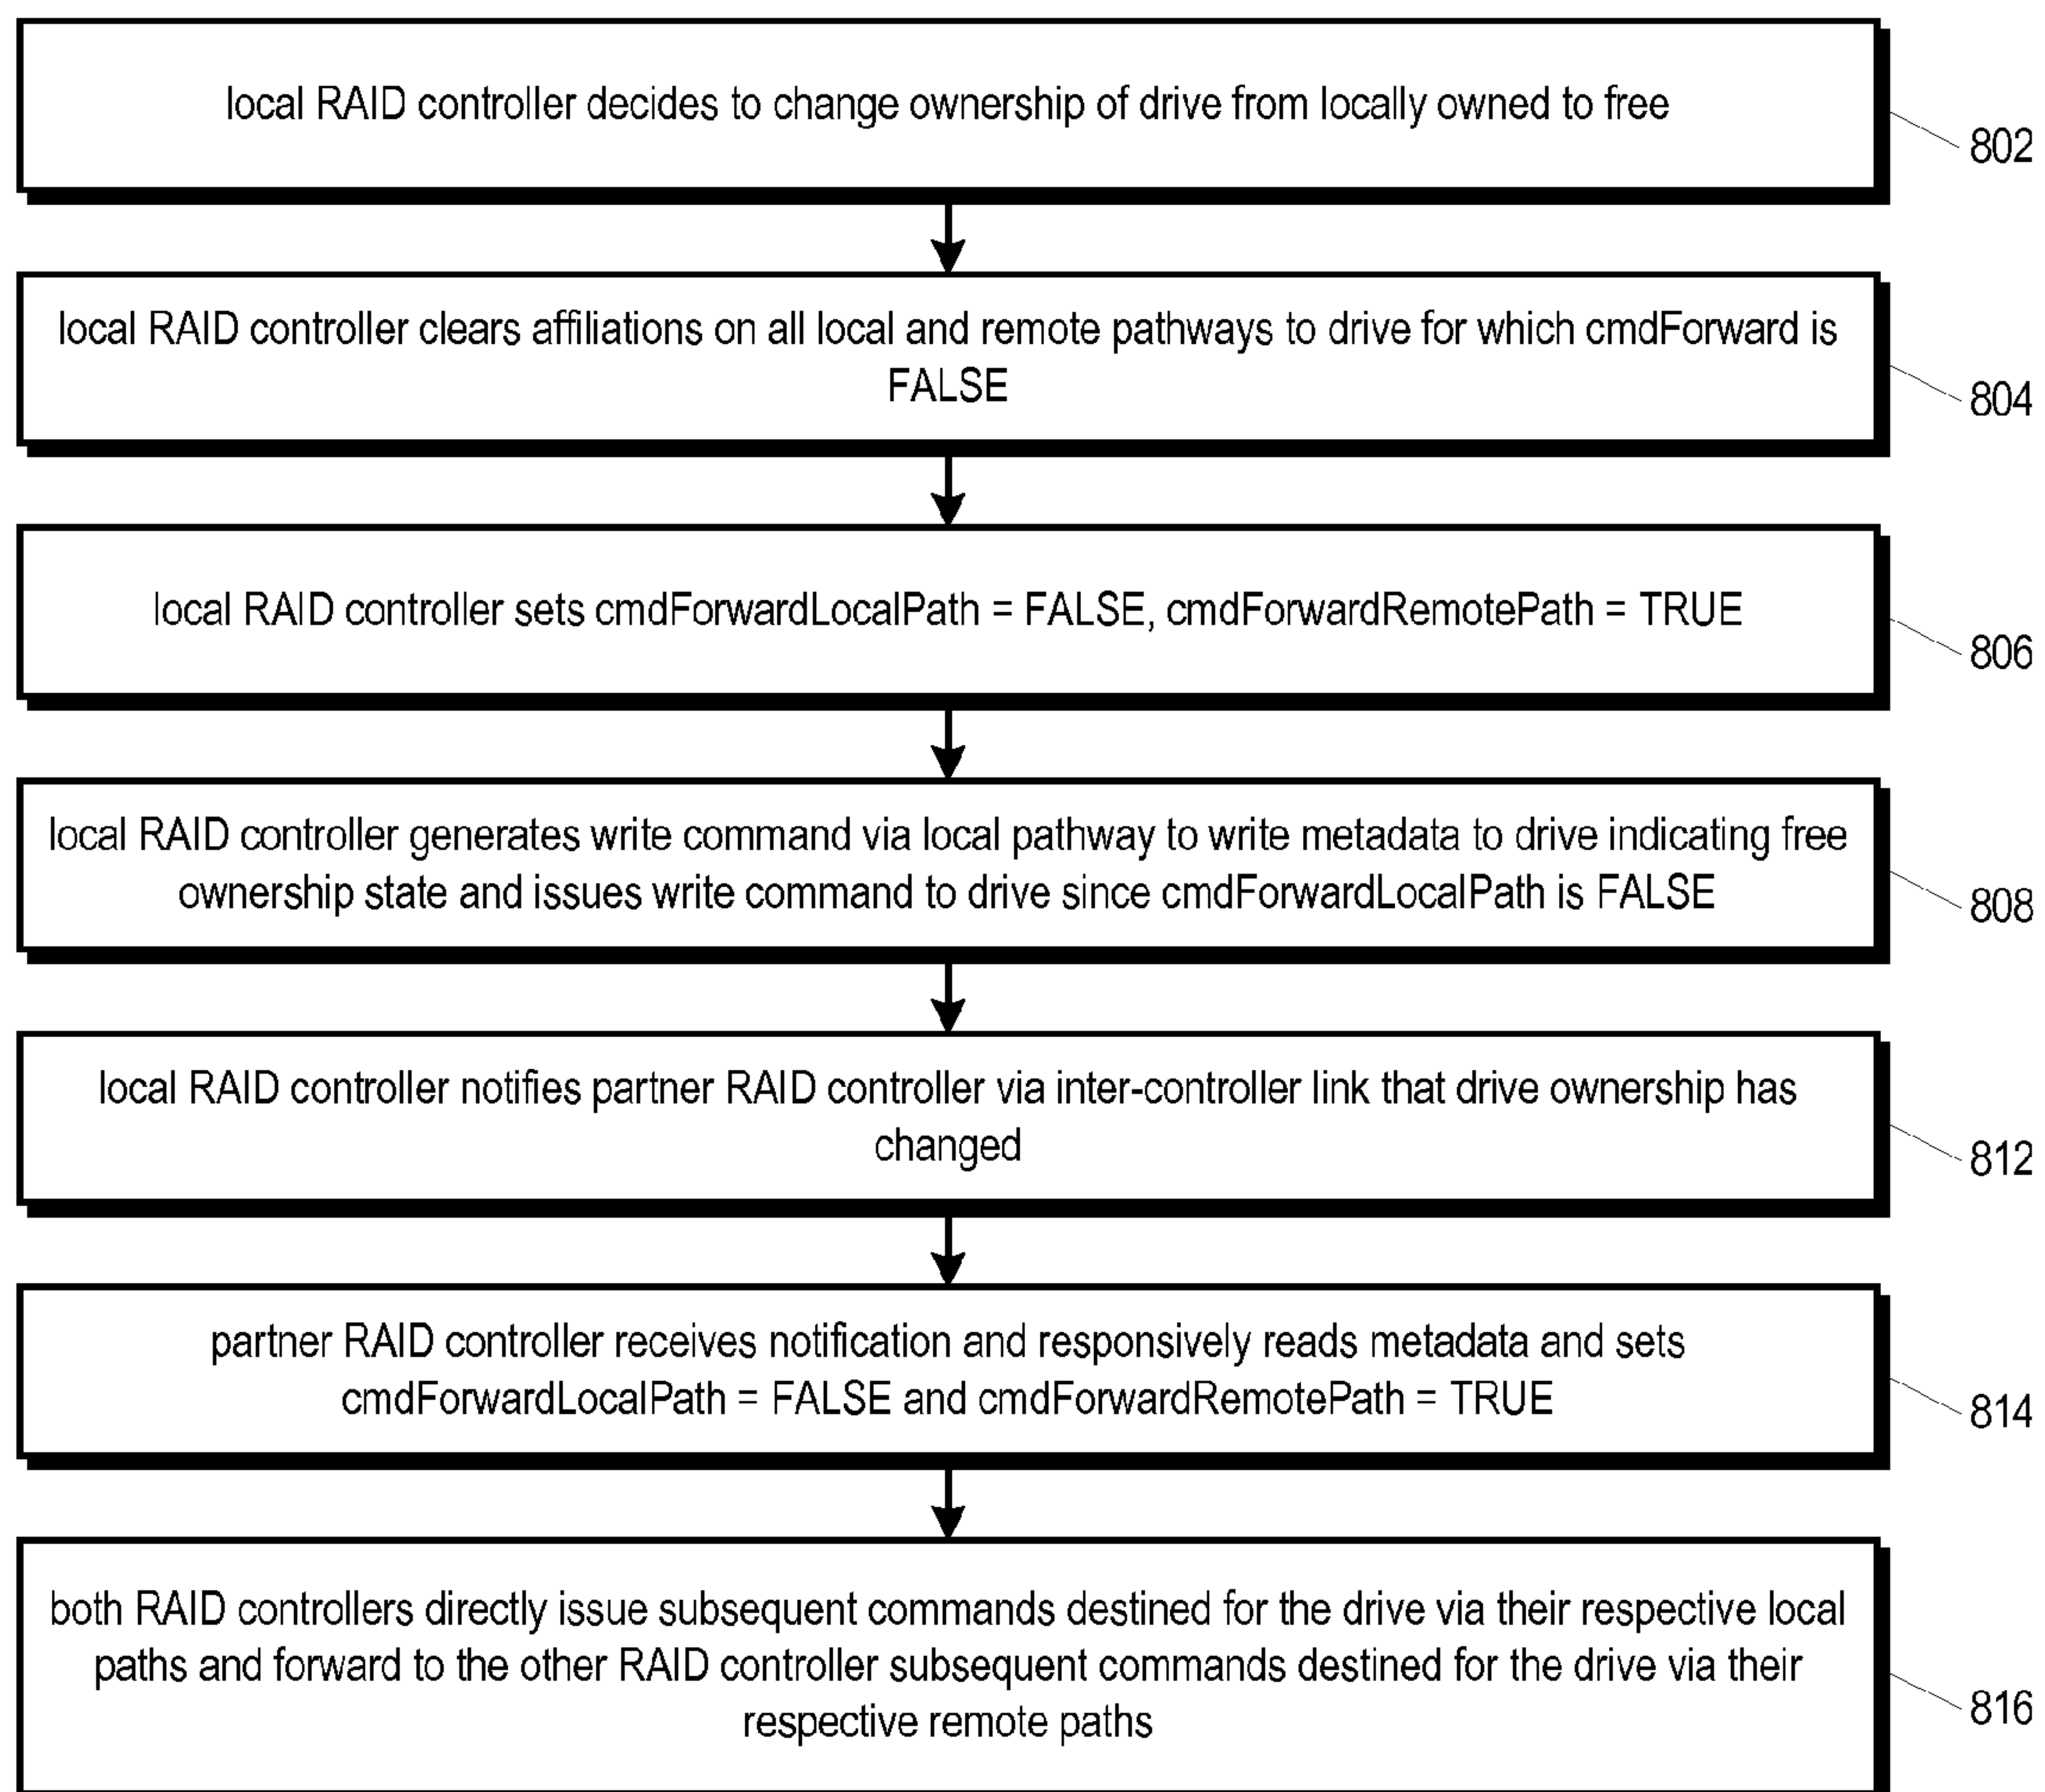 local RAID controller decides to change ownership of drive from locally owned to free
802
local RAID controller clears affiliations on all local and remote pathways to drive for which cmdForward is
FALSE
804
local RAID controller sets cmdForwardLocalPath = FALSE, cmdForwardRemotePath = TRUE
806
local RAID controller generates write command via local pathway to write metadata to drive indicating free
ownership state and issues write command to drive since cmdForwardLocalPath is FALSE
808
local RAID controller notifies partner RAID controller via inter-controller link that drive ownership has
changed
812
partner RAID controller receives notification and responsively reads metadata and sets
cmdForwardLocalPath = FALSE and cmdForwardRemotePath = TRUE
814
both RAID controllers directly issue subsequent commands destined for the drive via their respective local
paths and forward to the other RAID controller subsequent commands destined for the drive via their
respective remote paths
816